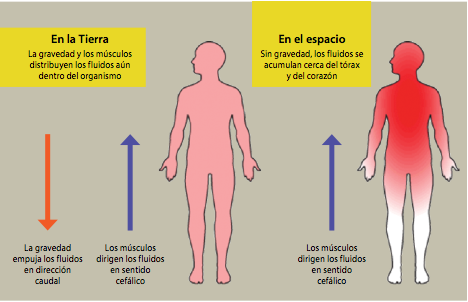 En la Tierra
La gravedad y los músculos
distribuyen los fluidos aún
dentro del organismo
En el espacio
Sin gravedad, los fluidos se
acumulan cerca del tórax
y del corazón
La gravedad
empuja los fluidos
en dirección
caudal
Los músculos
dirigen los fluidos
en sentido
cefálico
Los músculos
dirigen los fluidos
en sentido
cefálico